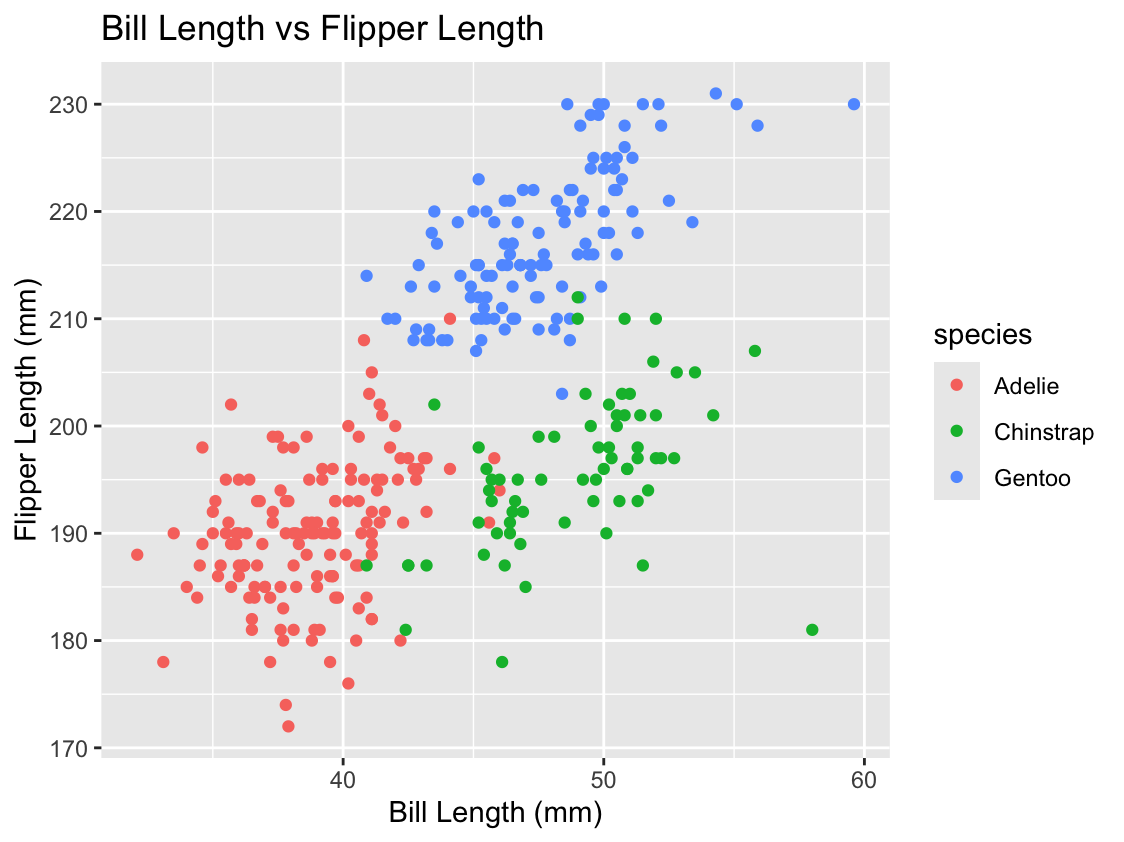 Bill Length vs Flipper Length
230
220
210
200
190
180
170
Flipper Length (mm)
40 50 60
Bill Length (mm)
species
Adelie
Chinstrap
Gentoo